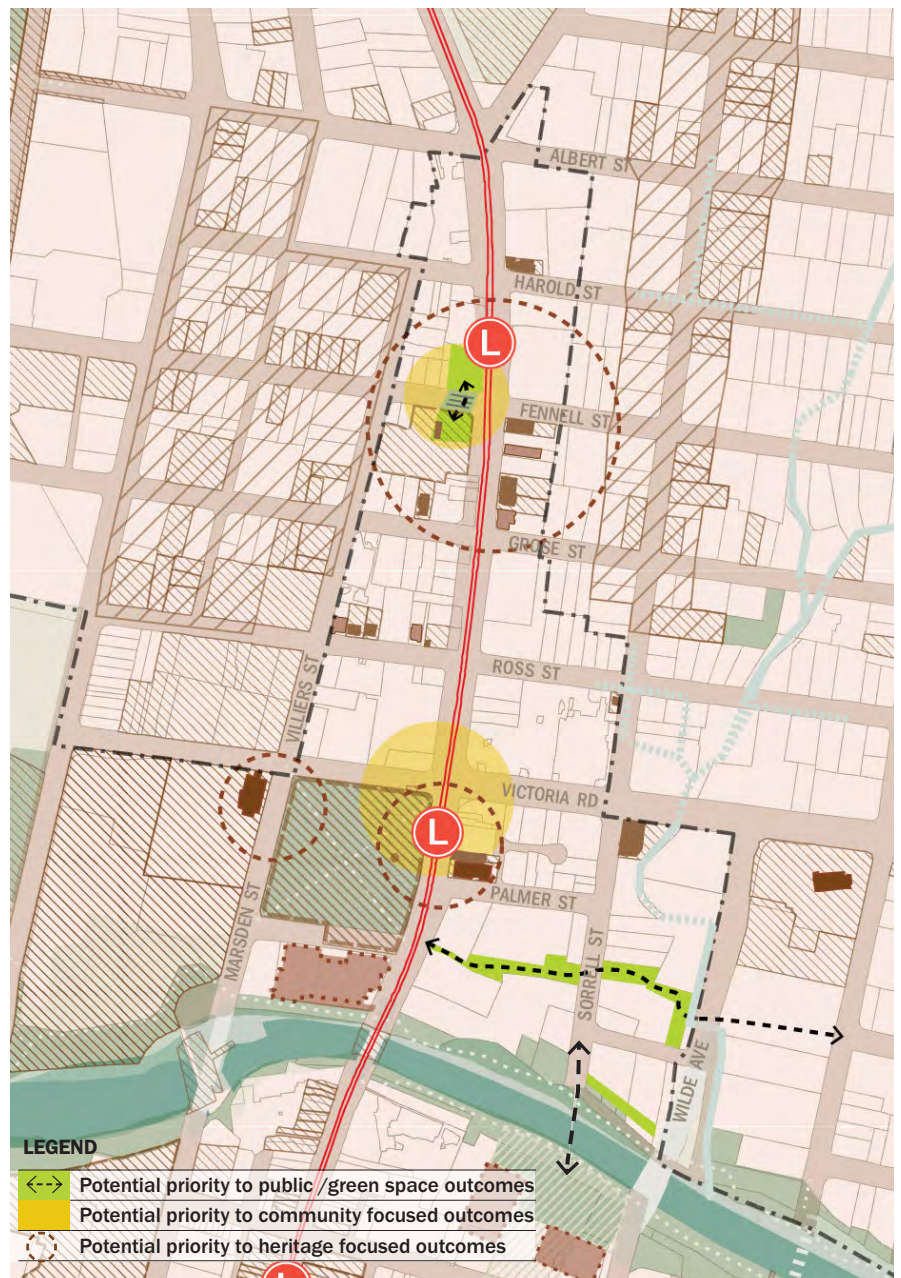 ALBERT ST
HAROLD ST
L
FENNELL ST
GROSE ST
ROSS ST
VILLIERS ST
VICTORIA RD
L
PALMER ST
MARSDEN ST
SORRELL ST
WILDE AVE
LEGEND
Potential priority to public /green space outcomes
Potential priority to community focused outcomes
Potential priority to heritage focused outcomes
L